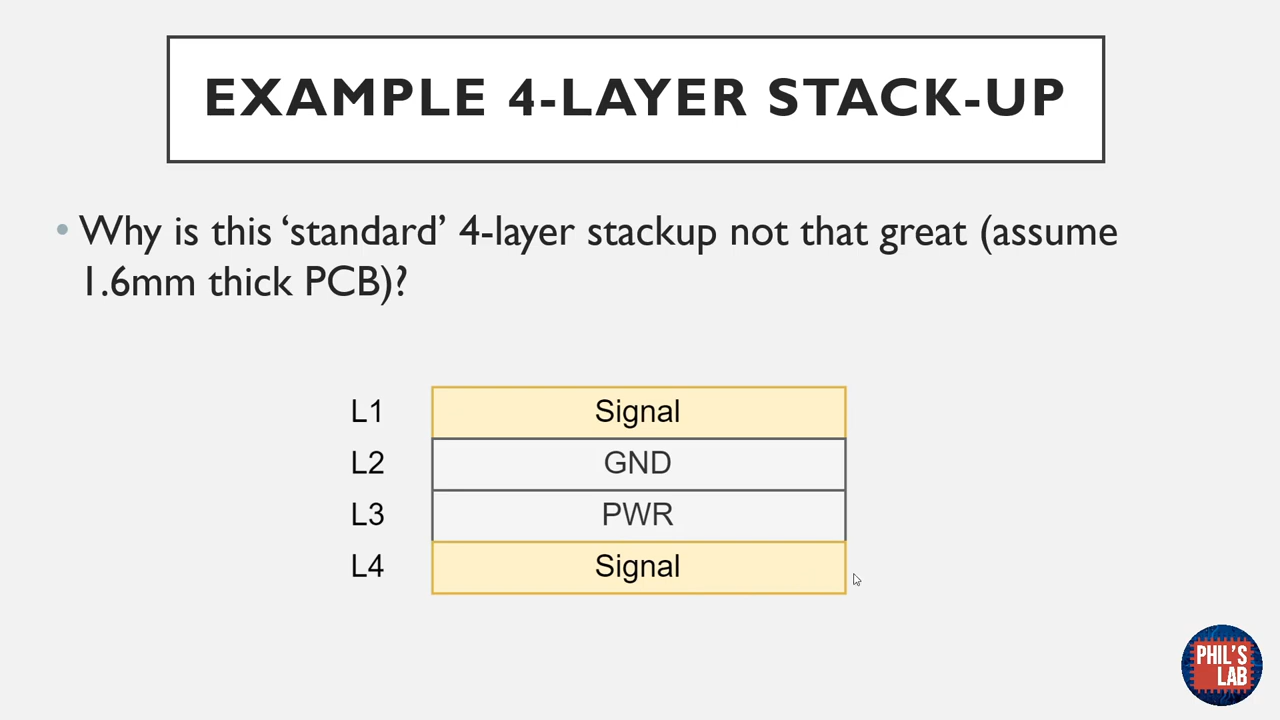 EXAMPLE 4-LAYER STACK-UP
• Why is this ‘standard’ 4-layer stackup not that great (assume
1.6mm thick PCB)?
L1 Signal
L2 GND
L3 PWR
L4 Signal
PHIL'S
LAB